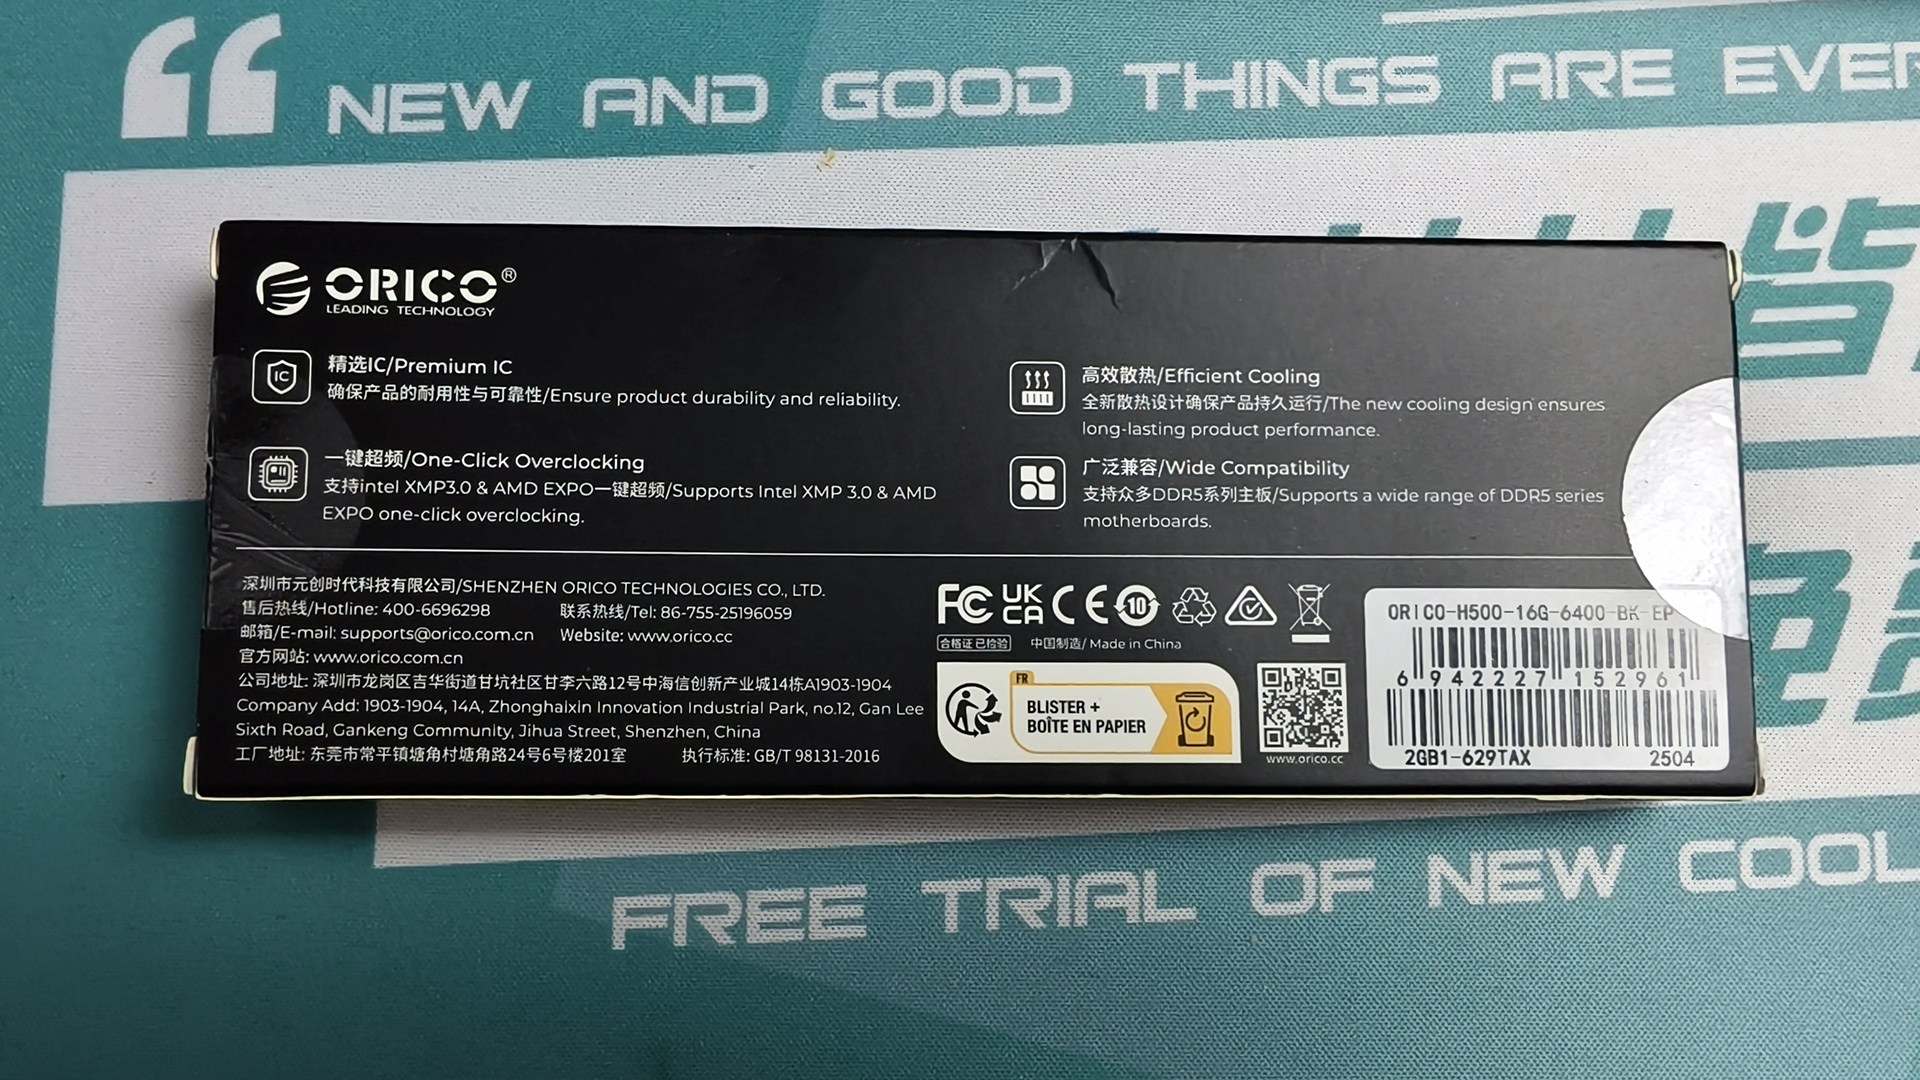 “ NEW AND GOOD THINGS ARE EVER
ORICO®
LEADING TECHNOLOGY
IC
精选IC/Premium IC
确保产品的耐用性与可靠性/Ensure product durability and reliability.
一键超频/One-Click Overclocking
支持intel XMP3.0 & AMD EXPO一键超频/Supports Intel XMP 3.0 & AMD
EXPO one-click overclocking.
高效散热/Efficient Cooling
全新散热设计确保产品持久运行/The new cooling design ensures
long-lasting product performance.
广泛兼容/Wide Compatibility
支持众多DDR5系列主板/Supports a wide range of DDR5 series
motherboards.
深圳市元创时代科技有限公司/SHENZHEN ORICO TECHNOLOGIES CO., LTD.
售后热线/Hotline: 400-6696298 联系热线/Tel: 86-755-25196059
邮箱/E-mail: supports@orico.com.cn Website: www.orico.cc
官方网站: www.orico.com.cn
公司地址: 深圳市龙岗区吉华街道甘坑社区甘李六路12号中海信创新产业城14栋A1903-1904
Company Add: 1903-1904, 14A, Zhonghaixin Innovation Industrial Park, no.12, Gan Lee
Sixth Road, Gankeng Community, Jihua Street, Shenzhen, China
工厂地址: 东莞市常平镇塘角村塘角路24号6号楼201室 执行标准: GB/T 98131-2016
FC UK CA CE 10
合格证 已检验 中国制造/ Made in China
FR
BLISTER +
BOÎTE EN PAPIER
www.orico.cc
ORICO-H500-16G-6400-BK-EP
6 942227 152961
2GB1-629TAX 2504
FREE TRIAL OF NEW COOL